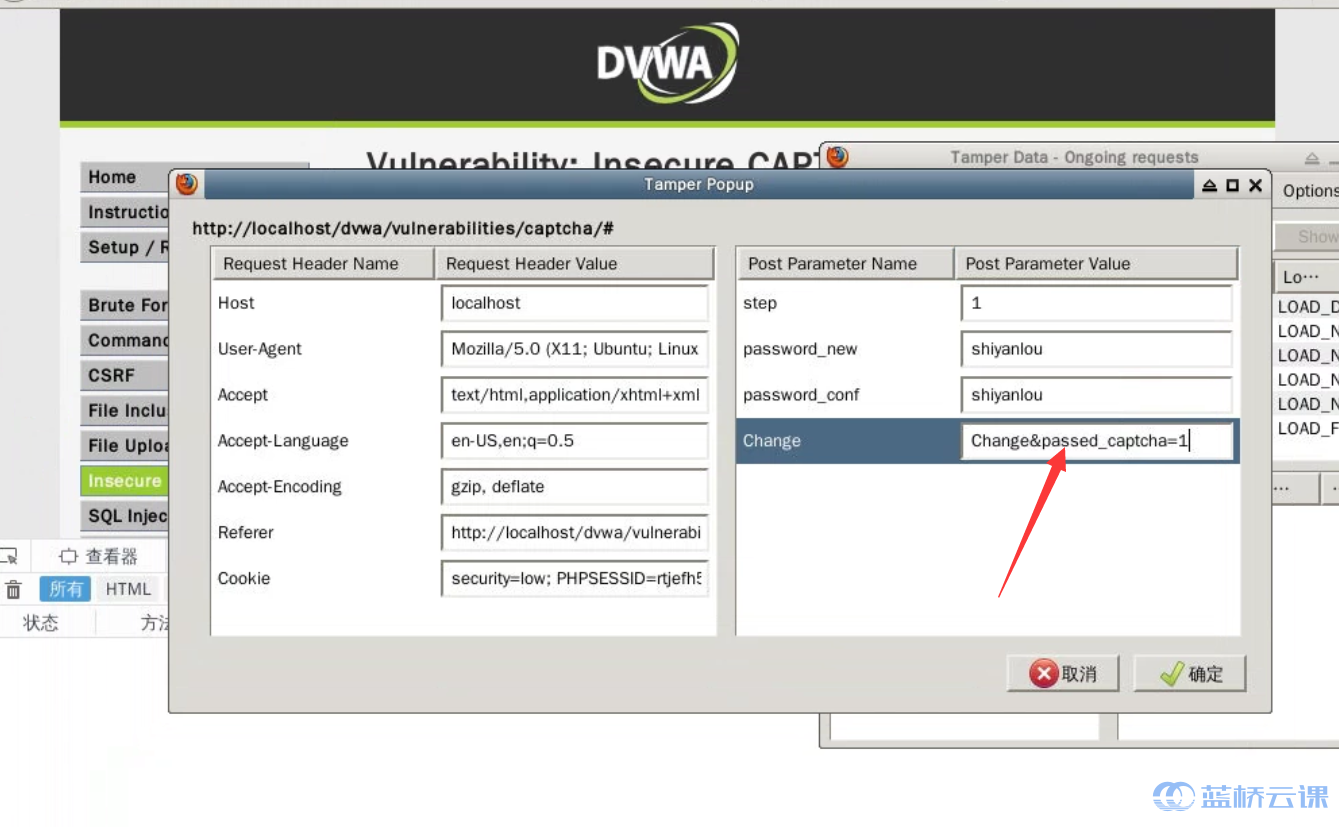 DVWA
Vulnerability: Insecure
Tamper Data - Ongoing requests
Options
Show
Tamper Popup
http://localhost/dvwa/vulnerabilities/captcha/#
Request Header Name Request Header Value
Host localhost
User-Agent Mozilla/5.0 (X11; Ubuntu; Linux
Accept text/html,application/xhtml+xml
Accept-Language en-US,en;q=0.5
Accept-Encoding gzip, deflate
Referer http://localhost/dvwa/vulnerabi
Cookie security=low; PHPSESSID=rtjefh5
Post Parameter Name Post Parameter Value
step 1
password_new shiyanlou
password_conf shiyanlou
Change Change&passed_captcha=1
取消 确定
Home
Instructio
Setup / R
Brute For
Command
CSRF
File Inclu
File Uploa
Insecure
SQL Injec
Lo…
LOAD_D
LOAD_N
LOAD_N
LOAD_N
LOAD_N
LOAD_F
查看器
所有 HTML
状态 方法
蓝桥云课